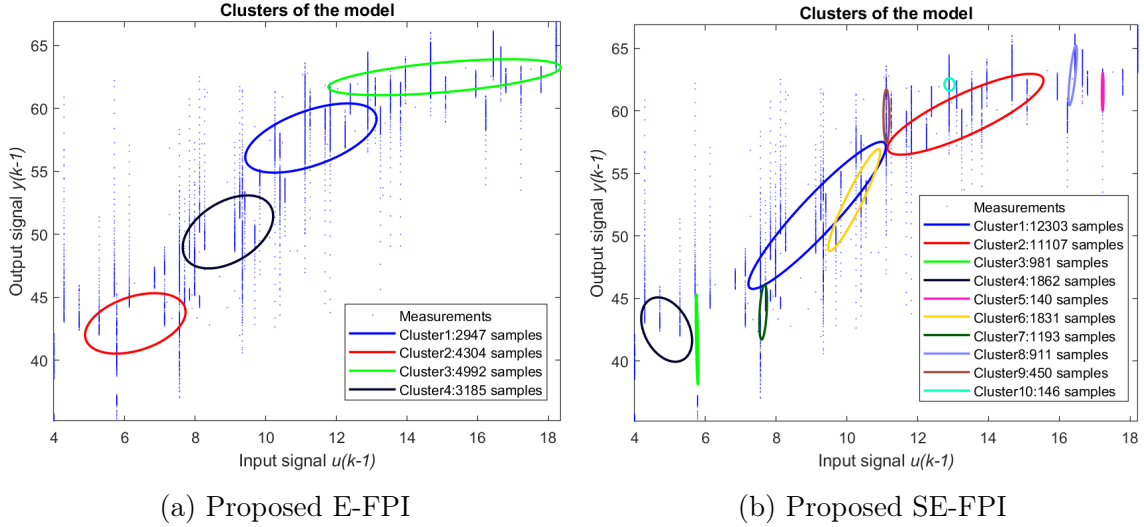 Clusters of the model
Output signal y(k-1)
65
60
55
50
45
40
Measurements
Cluster1:2947 samples
Cluster2:4304 samples
Cluster3:4992 samples
Cluster4:3185 samples
4 6 8 10 12 14 16 18
Input signal u(k-1)
(a) Proposed E-FPI
Clusters of the model
Output signal y(k-1)
65
60
55
50
45
40
Measurements
Cluster1:12303 samples
Cluster2:11107 samples
Cluster3:981 samples
Cluster4:1862 samples
Cluster5:140 samples
Cluster6:1831 samples
Cluster7:1193 samples
Cluster8:911 samples
Cluster9:450 samples
Cluster10:146 samples
4 6 8 10 12 14 16 18
Input signal u(k-1)
(b) Proposed SE-FPI